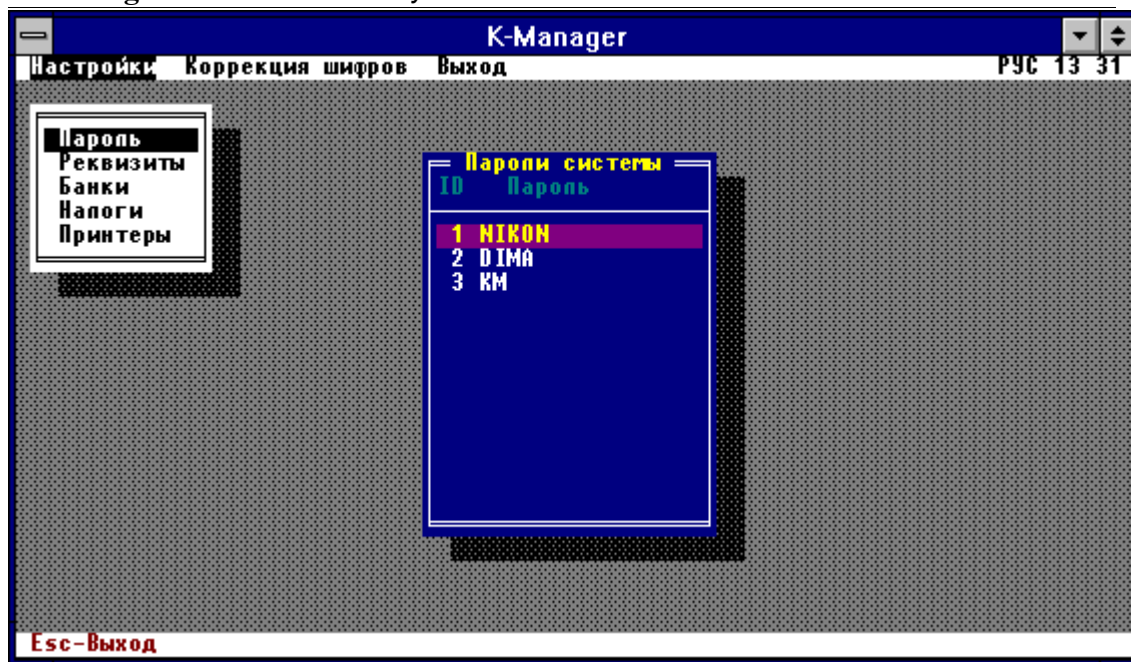 K-Manager
Настройки Коррекция шифров Выход РУС 13 31
Пароль
Реквизиты
Банки
Налоги
Принтеры
Пароли системы
ID Пароль
1 NIKON
2 DIMA
3 KM
Esc-Выход